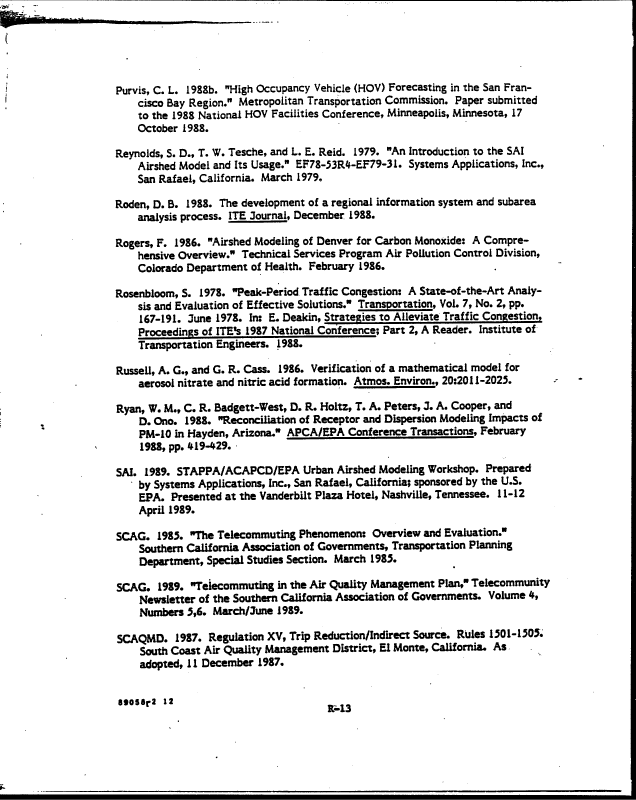 Purvis, C. L. 1988b. "High Occupancy Vehicle (HOV) Forecasting in the San Fran-
cisco Bay Region." Metropolitan Transportation Commission. Paper submitted
to the 1988 National HOV Facilities Conference, Minneapolis, Minnesota, 17
October 1988.
Reynolds, S. D., T. W. Tesche, and L. E. Reid. 1979. "An Introduction to the SAI
Airshed Model and Its Usage." EF78-53R4-EF79-31. Systems Applications, Inc.,
San Rafael, California. March 1979.
Roden, D. B. 1988. The development of a regional information system and subarea
analysis process. ITE Journal, December 1988.
Rogers, F. 1986. "Airshed Modeling of Denver for Carbon Monoxide: A Compre-
hensive Overview." Technical Services Program Air Pollution Control Division,
Colorado Department of Health. February 1986.
Rosenbloom, S. 1978. "Peak-Period Traffic Congestion: A State-of-the-Art Analy-
sis and Evaluation of Effective Solutions." Transportation, Vol. 7, No. 2, pp.
167-191. June 1978. In: E. Deakin, Strategies to Alleviate Traffic Congestion,
Proceedings of ITE's 1987 National Conference; Part 2, A Reader. Institute of
Transportation Engineers. 1988.
Russell, A. G., and G. R. Cass. 1986. Verification of a mathematical model for
aerosol nitrate and nitric acid formation. Atmos. Environ., 20:2011-2025.
Ryan, W. M., C. R. Badgett-West, D. R. Holtz, T. A. Peters, J. A. Cooper, and
D. Ono. 1988. "Reconciliation of Receptor and Dispersion Modeling Impacts of
PM-10 in Hayden, Arizona." APCA/EPA Conference Transactions, February
1988, pp. 419-429.
SAI. 1989. STAPPA/ACAPCD/EPA Urban Airshed Modeling Workshop. Prepared
by Systems Applications, Inc., San Rafael, California; sponsored by the U.S.
EPA. Presented at the Vanderbilt Plaza Hotel, Nashville, Tennessee. 11-12
April 1989.
SCAG. 1985. "The Telecommuting Phenomenon: Overview and Evaluation."
Southern California Association of Governments, Transportation Planning
Department, Special Studies Section. March 1985.
SCAG. 1989. "Telecommuting in the Air Quality Management Plan," Telecommunity
Newsletter of the Southern California Association of Governments. Volume 4,
Numbers 5,6. March/June 1989.
SCAQMD. 1987. Regulation XV, Trip Reduction/Indirect Source. Rules 1501-1505.
South Coast Air Quality Management District, El Monte, California. As
adopted, 11 December 1987.
89058r2 12
R-13